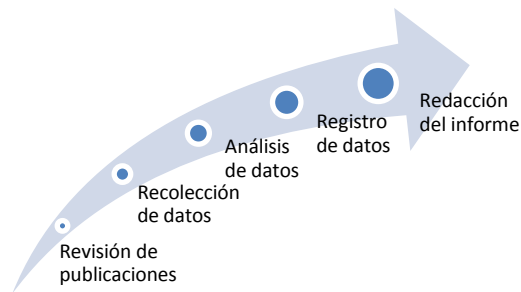 Revisión de
publicaciones
Recolección
de datos
Análisis
de datos
Registro
de datos
Redacción
del informe